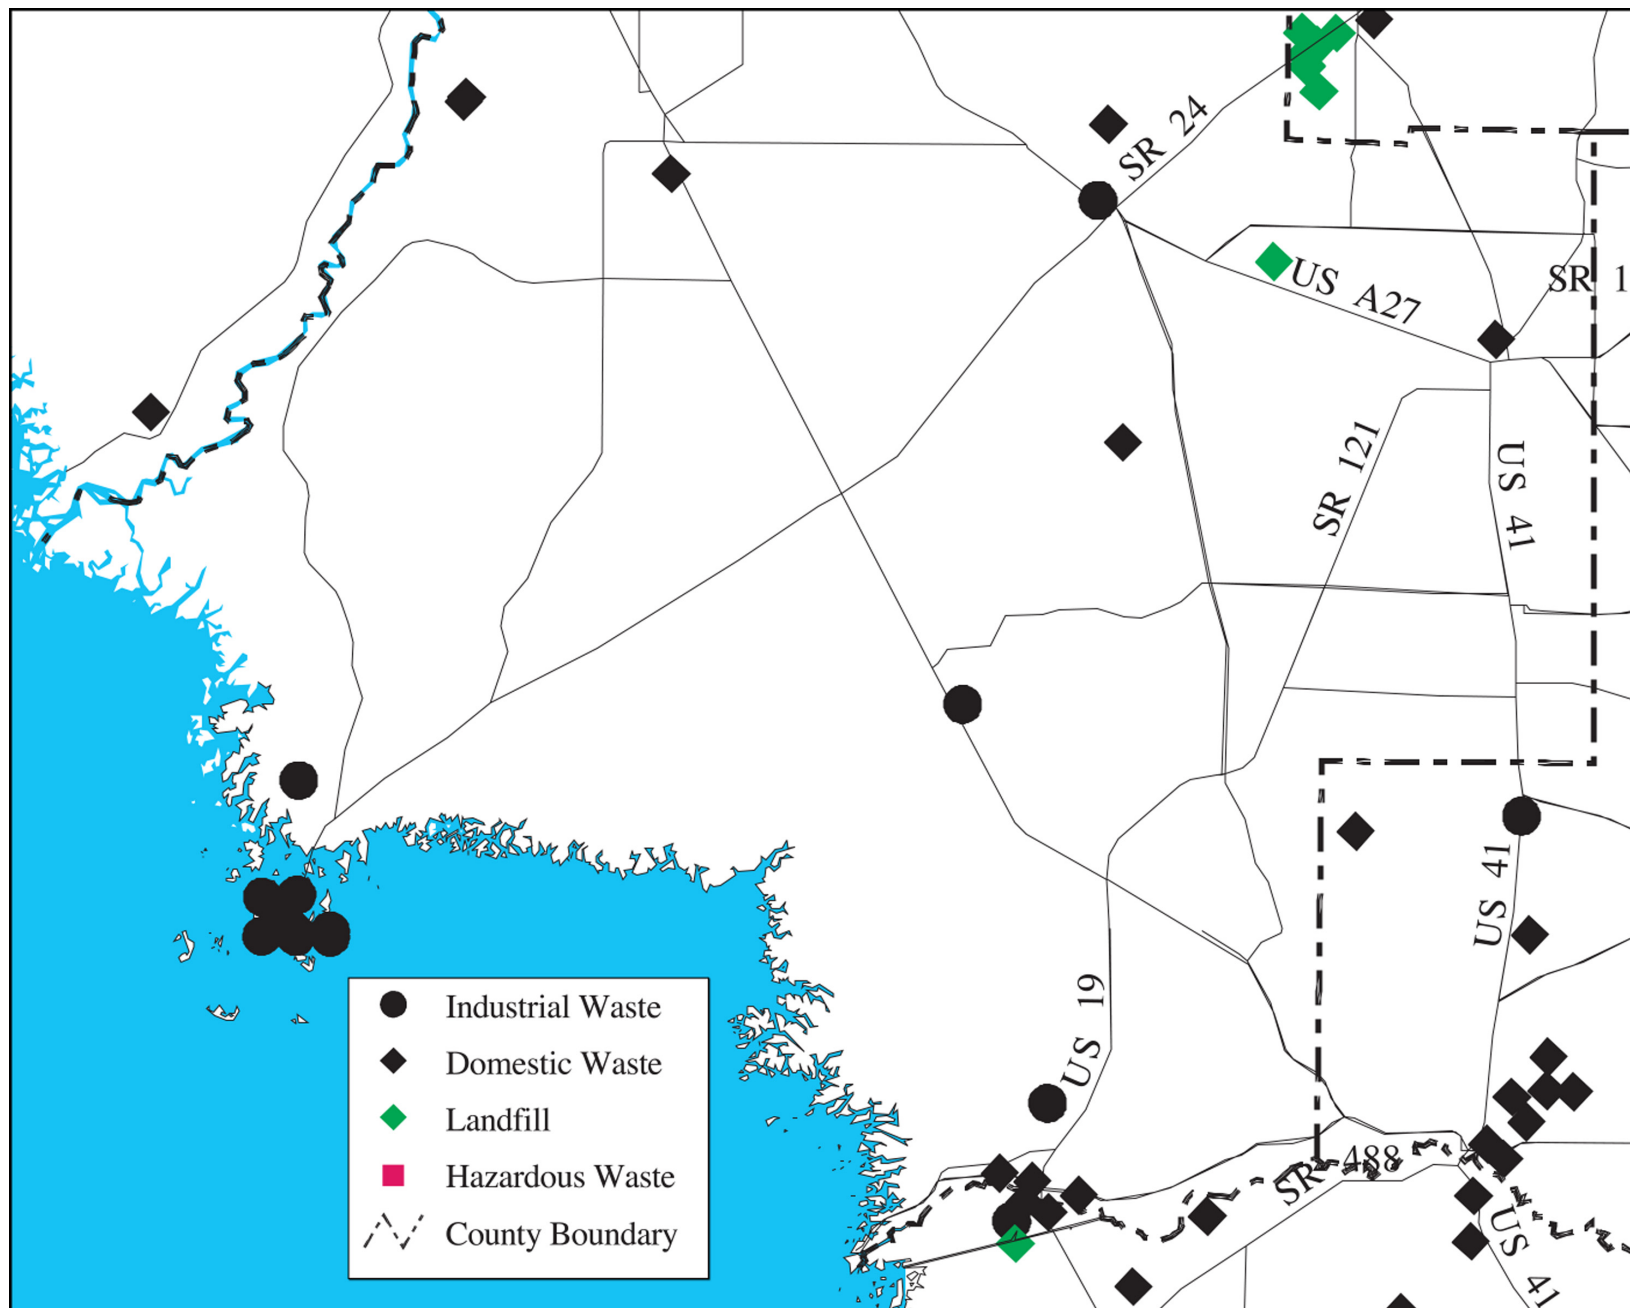 SR 24
US A27
SR 1
SR 121
US 41
US 41
US 19
SR 488
US 41
Industrial Waste
Domestic Waste
Landfill
Hazardous Waste
County Boundary